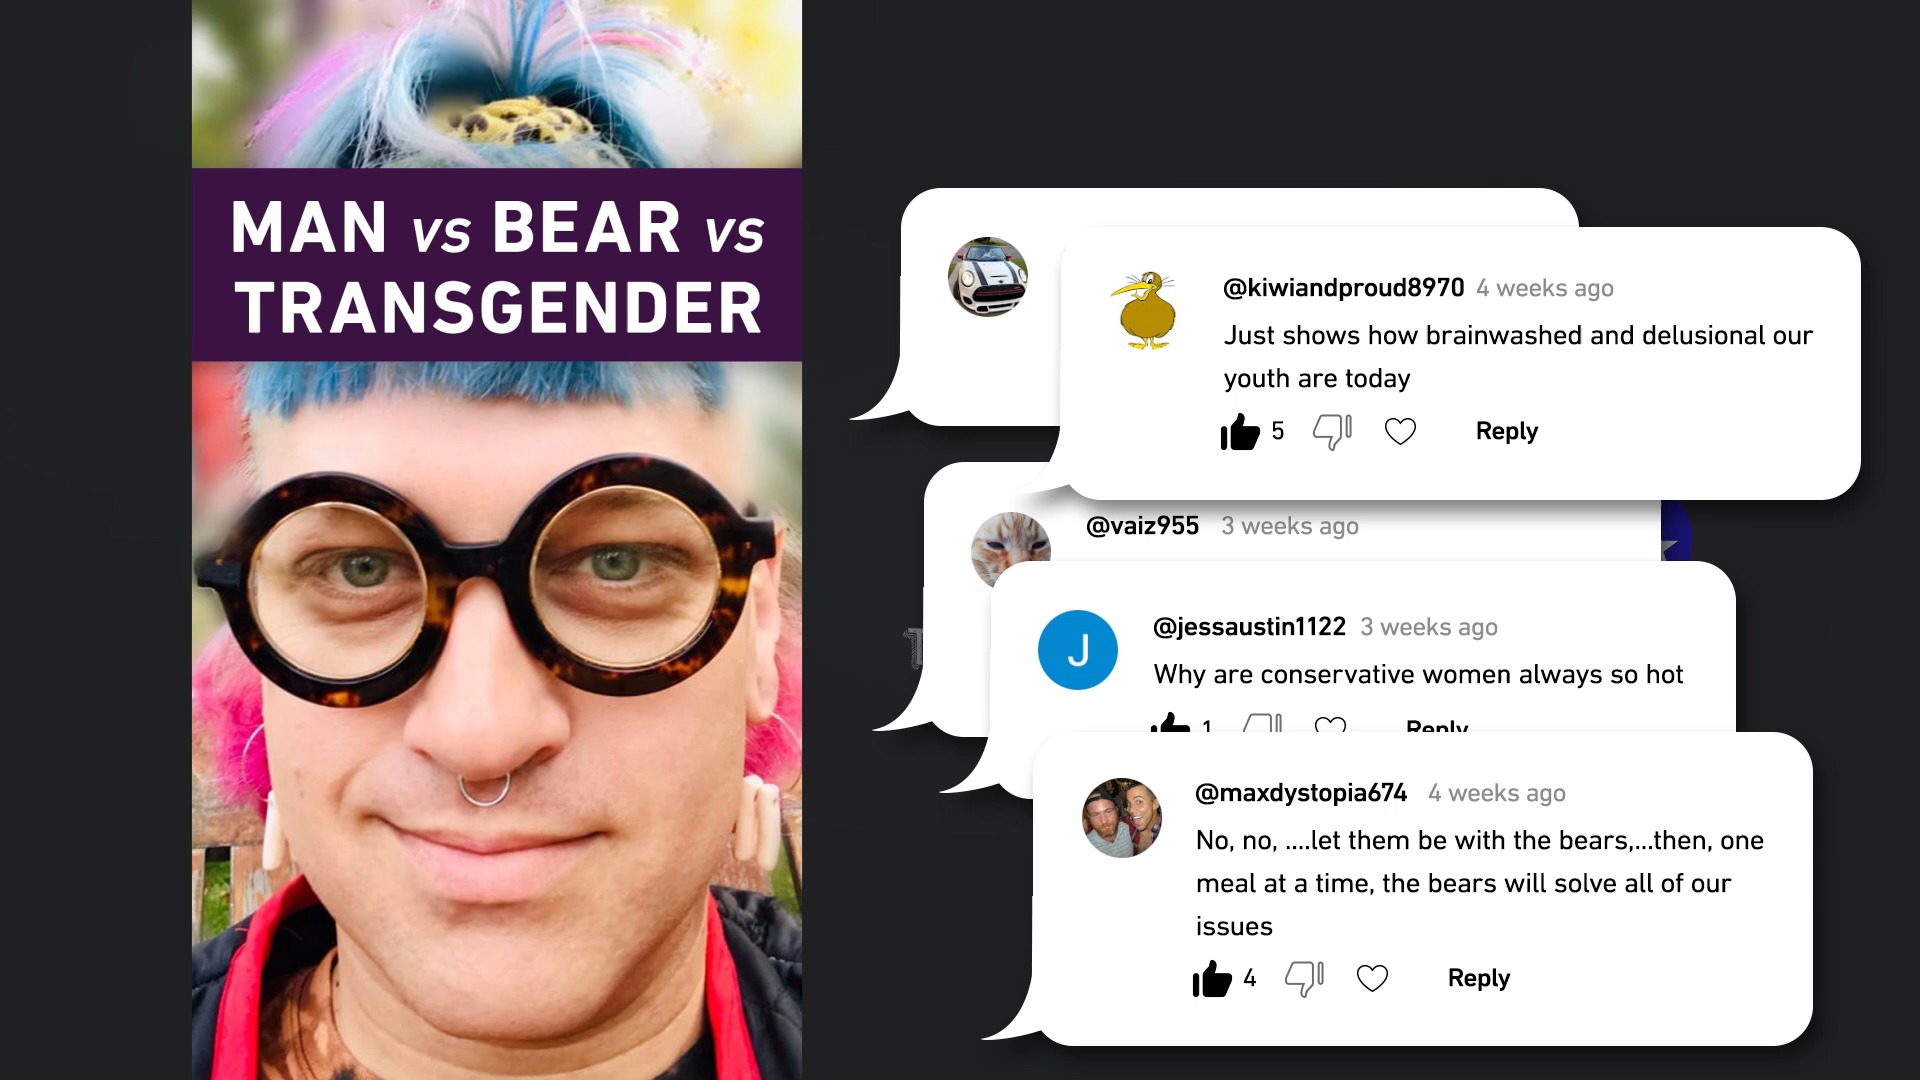 MAN vs BEAR vs
TRANSGENDER
@kiwiandproud8970 4 weeks ago
Just shows how brainwashed and delusional our
youth are today
5 Reply
@vaiz955 3 weeks ago
J
@jessaustin1122 3 weeks ago
Why are conservative women always so hot
1 Reply
@maxdystopia674 4 weeks ago
No, no, ....let them be with the bears,...then, one
meal at a time, the bears will solve all of our
issues
4 Reply